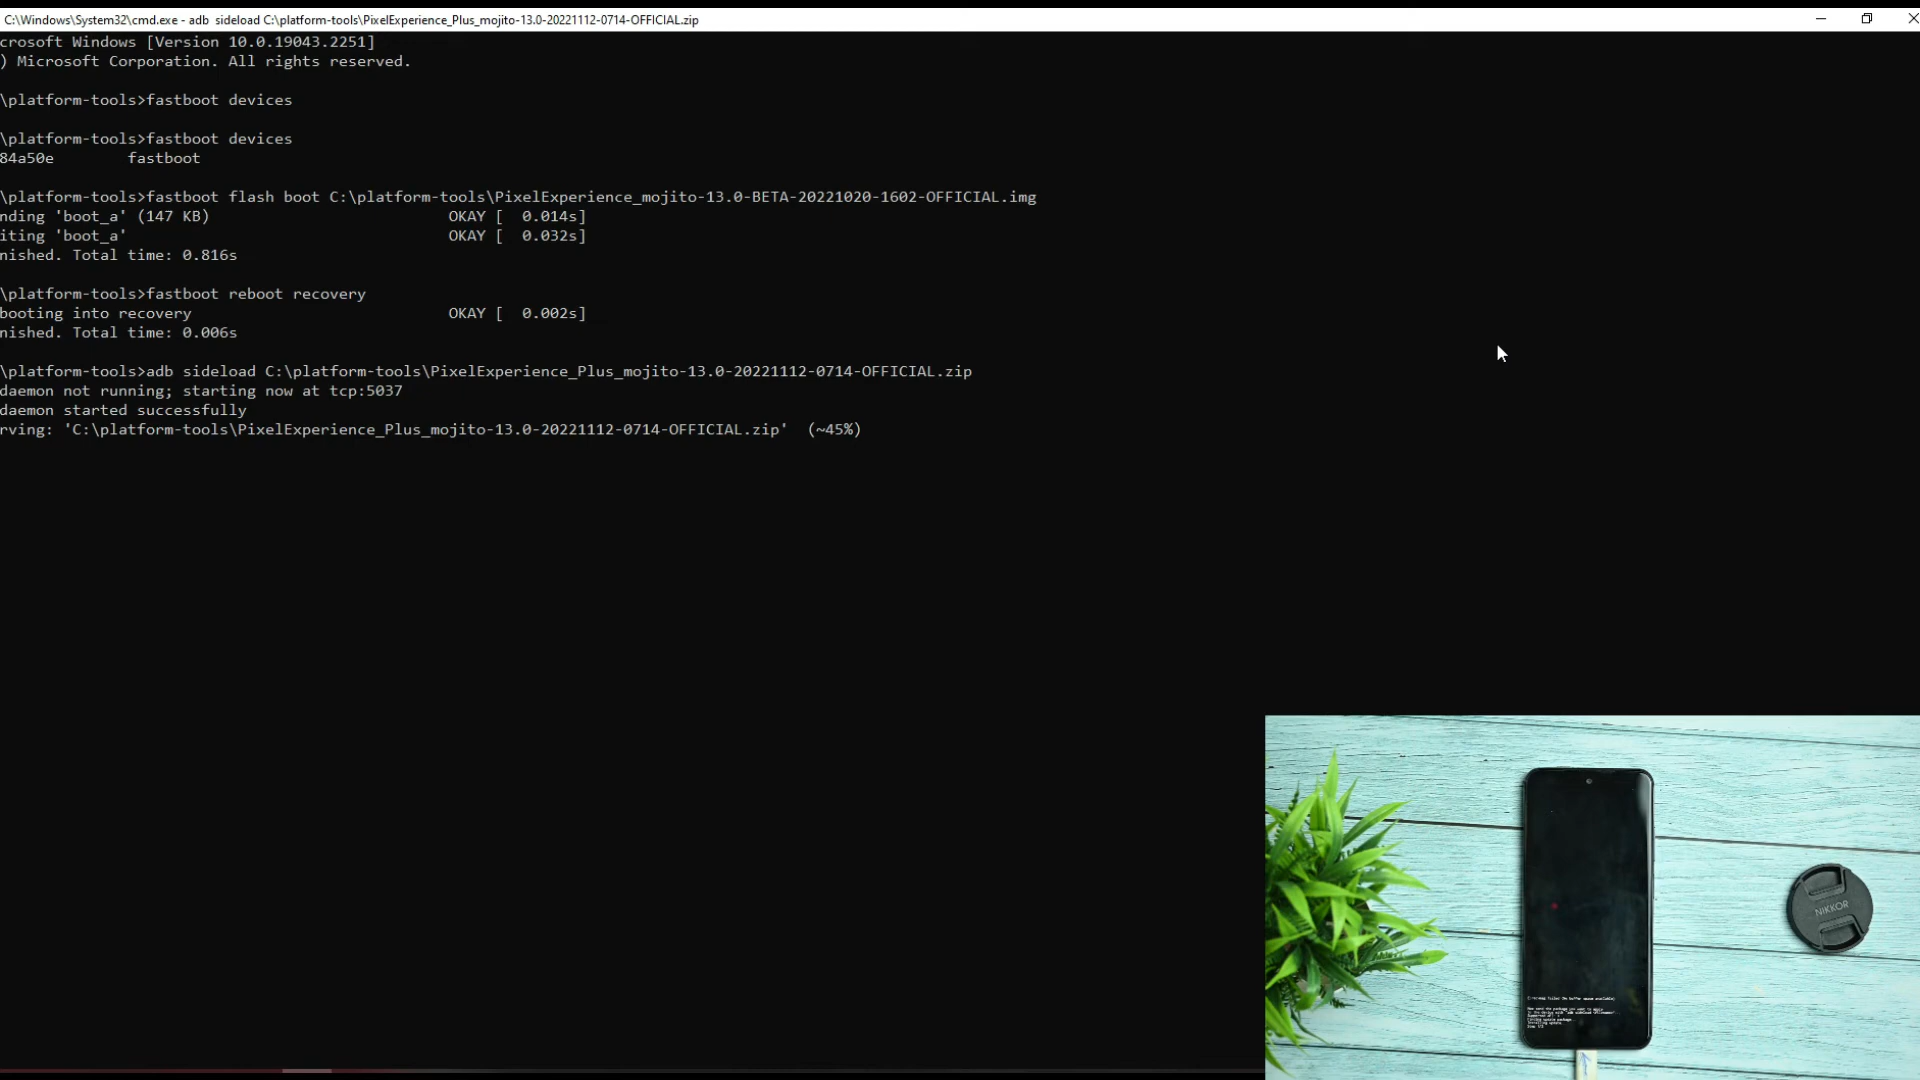 C:\Windows\System32\cmd.exe - adb sideload C:\platform-tools\PixelExperience_Plus_mojito-13.0-20221112-0714-OFFICIAL.zip
crosoft Windows [Version 10.0.19043.2251]
) Microsoft Corporation. All rights reserved.
\platform-tools>fastboot devices
\platform-tools>fastboot devices
84a50e fastboot
\platform-tools>fastboot flash boot C:\platform-tools\PixelExperience_mojito-13.0-BETA-20221020-1602-OFFICIAL.img
nding 'boot_a' (147 KB) OKAY [ 0.014s]
iting 'boot_a' OKAY [ 0.032s]
nished. Total time: 0.816s
\platform-tools>fastboot reboot recovery
booting into recovery OKAY [ 0.002s]
nished. Total time: 0.006s
\platform-tools>adb sideload C:\platform-tools\PixelExperience_Plus_mojito-13.0-20221112-0714-OFFICIAL.zip
daemon not running; starting now at tcp:5037
daemon started successfully
rving: 'C:\platform-tools\PixelExperience_Plus_mojito-13.0-20221112-0714-OFFICIAL.zip' (~45%)
NIKKOR